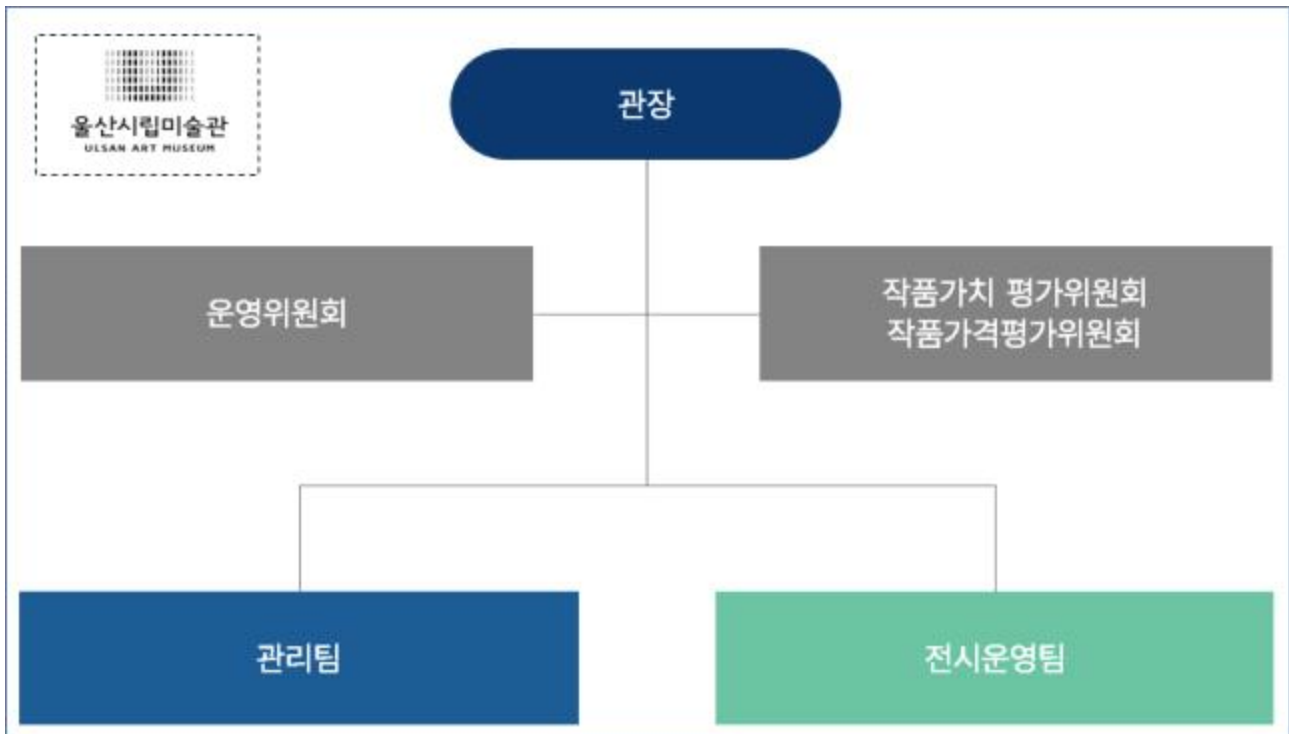 울산시립미술관
ULSAN ART MUSEUM
관장
운영위원회
작품가치 평가위원회
작품가격평가위원회
관리팀
전시운영팀